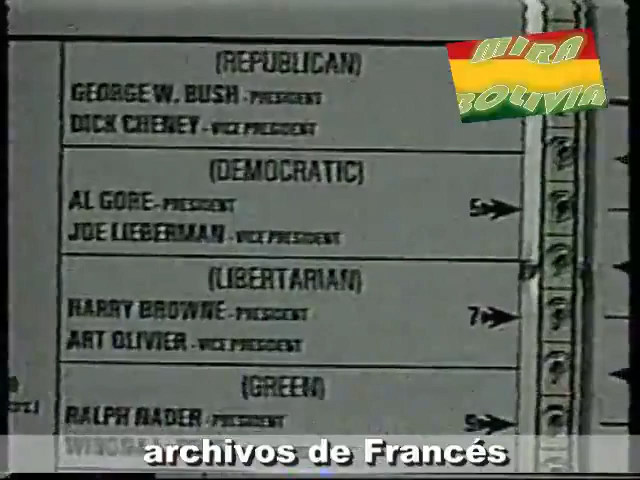 (REPUBLICAN)
GEORGE W. BUSH - PRESIDENT
DICK CHENEY - VICE PRESIDENT
(DEMOCRATIC)
AL GORE - PRESIDENT
JOE LIEBERMAN - VICE PRESIDENT
5
(LIBERTARIAN)
HARRY BROWNE - PRESIDENT
ART OLIVIER - VICE PRESIDENT
7
(GREEN)
RALPH NADER - PRESIDENT
9
MIRA
BOLIVIA
archivos de Francés